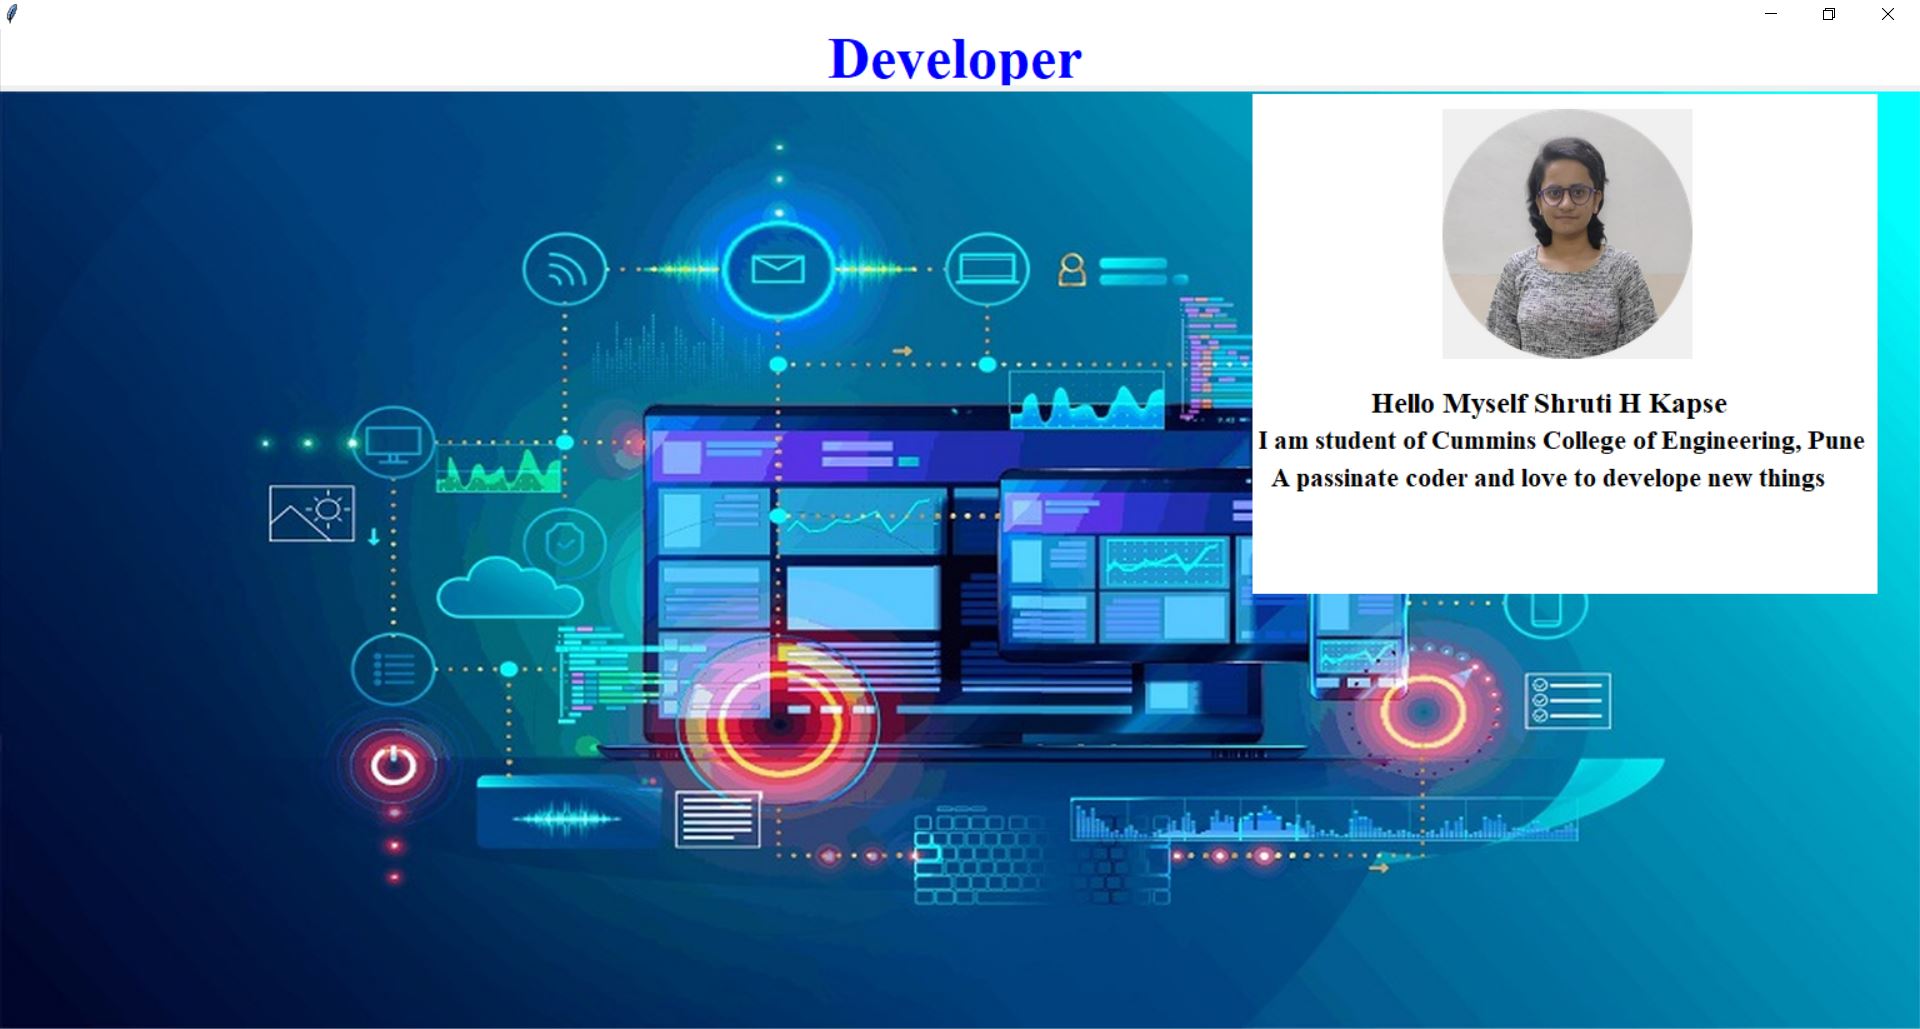 Developer
Hello Myself Shruti H Kapse
I am student of Cummins College of Engineering, Pune
A passinate coder and love to develope new things